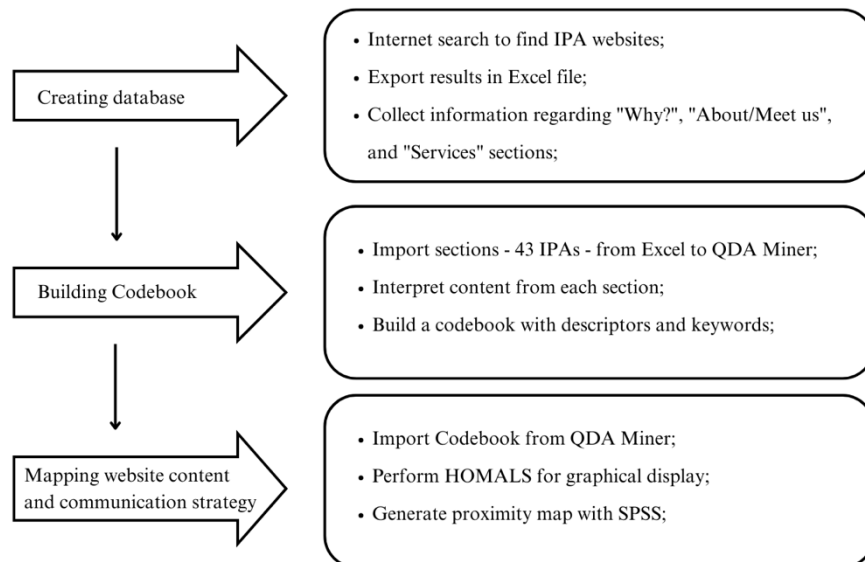 Creating database
• Internet search to find IPA websites;
• Export results in Excel file;
• Collect information regarding "Why?", "About/Meet us",
and "Services" sections;
Building Codebook
• Import sections - 43 IPAs - from Excel to QDA Miner;
• Interpret content from each section;
• Build a codebook with descriptors and keywords;
Mapping website content
and communication strategy
• Import Codebook from QDA Miner;
• Perform HOMALS for graphical display;
• Generate proximity map with SPSS;